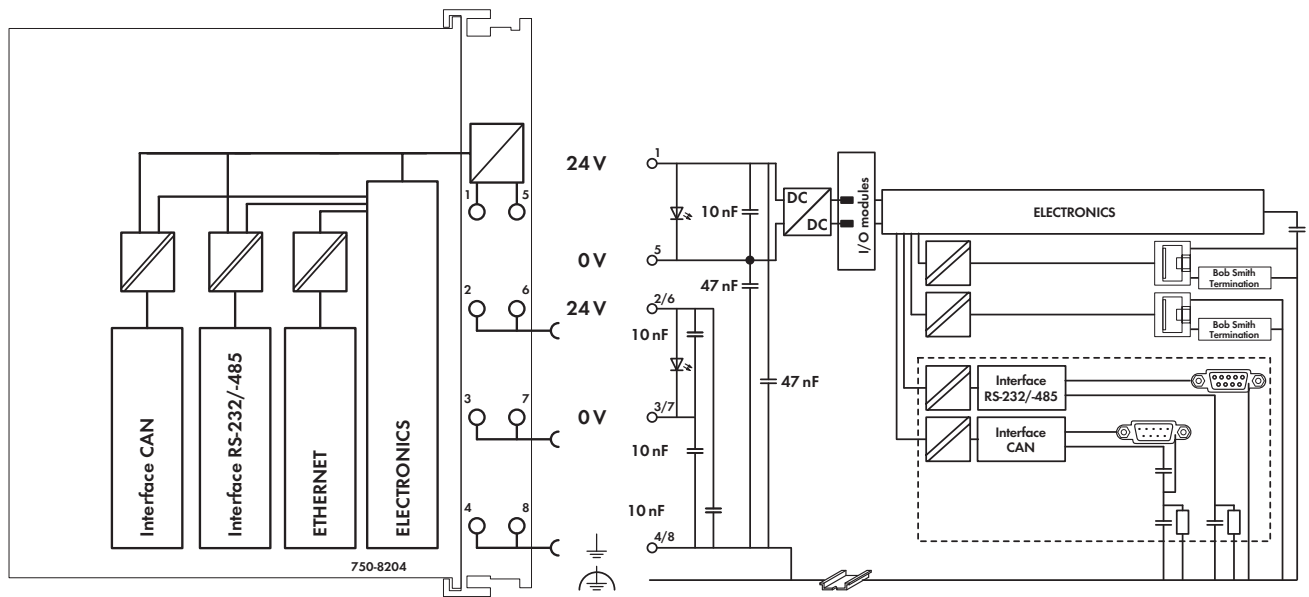 Interface CAN
Interface RS-232/-485
ETHERNET
ELECTRONICS
750-8204
1
5
2
6
3
7
4
8
24 V
0 V
24 V
0 V
1
5
2/6
3/7
4/8
10 nF
47 nF
10 nF
47 nF
10 nF
10 nF
DC
DC
I/O modules
ELECTRONICS
Bob Smith
Termination
Bob Smith
Termination
Interface
RS-232/-485
Interface
CAN